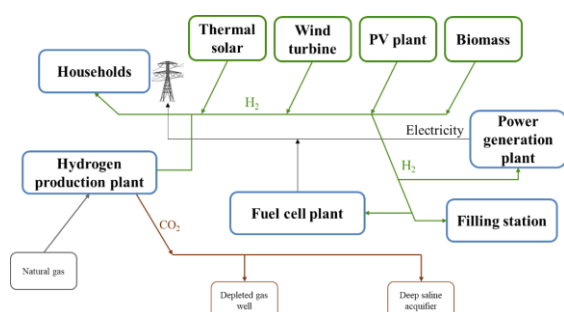 Thermal
solar
Wind
turbine
PV plant
Biomass
Households
H2
Electricity
Power
generation
plant
Hydrogen
production plant
H2
Fuel cell plant
Filling station
CO2
Natural gas
Depleted gas
well
Deep saline
acquifier